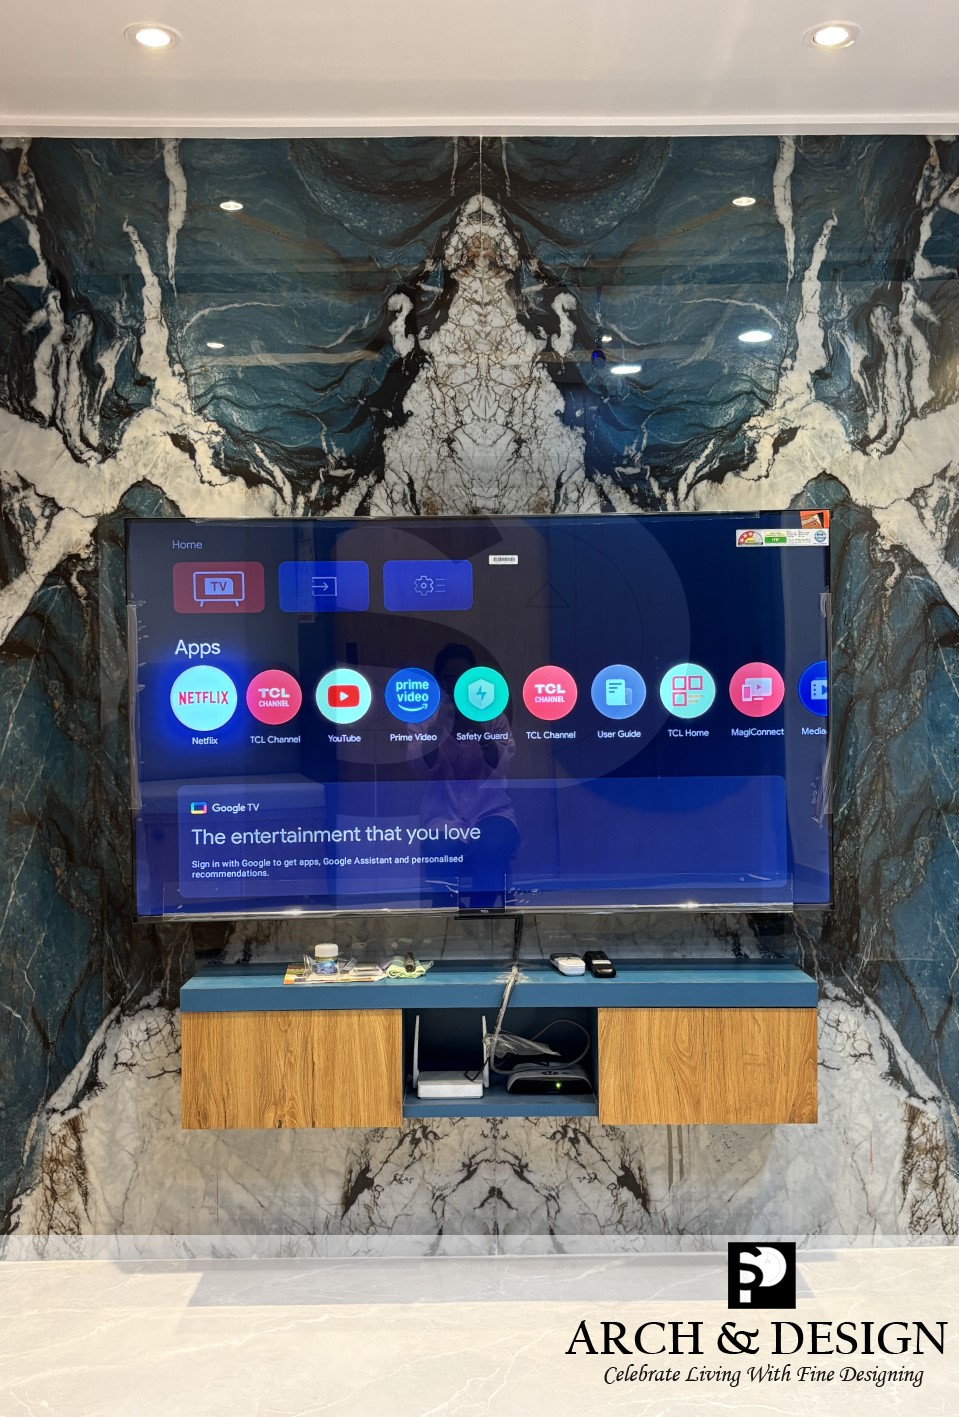 Home
TV
Apps
NETFLIX
TCL
CHANNEL
prime
video
TCL
CHANNEL
Netflix
TCL Channel
YouTube
Prime Video
Safety Guard
TCL Channel
User Guide
TCL Home
MagiConnect
Media
Google TV
The entertainment that you love
Sign in with Google to get apps, Google Assistant and personalised
recommendations.
TCL
SP
ARCH & DESIGN
Celebrate Living With Fine Designing